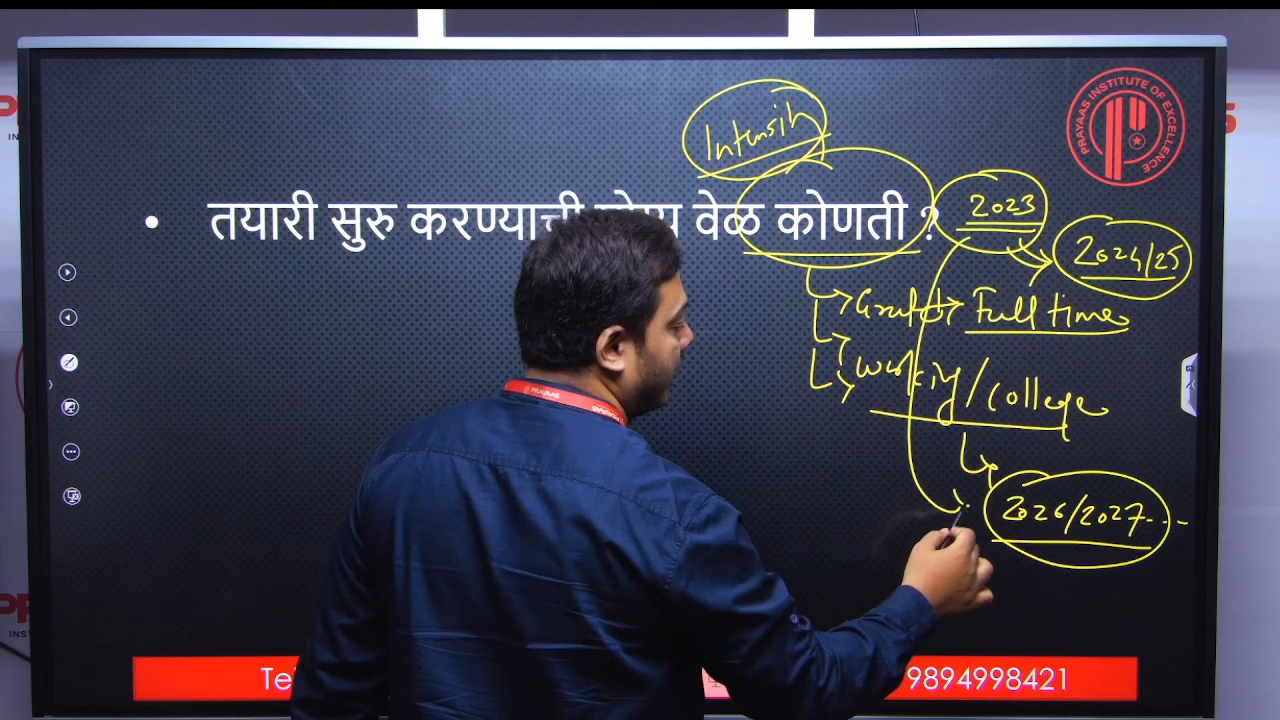 PRAYAAS INSTITUTE OF EXCELLENCE
Intensity
• तयारी सुरु करण्याची योग्य वेळ कोणती ?
2023
2024/25
Full time
Working/College
2026/2027...
Te
9894998421